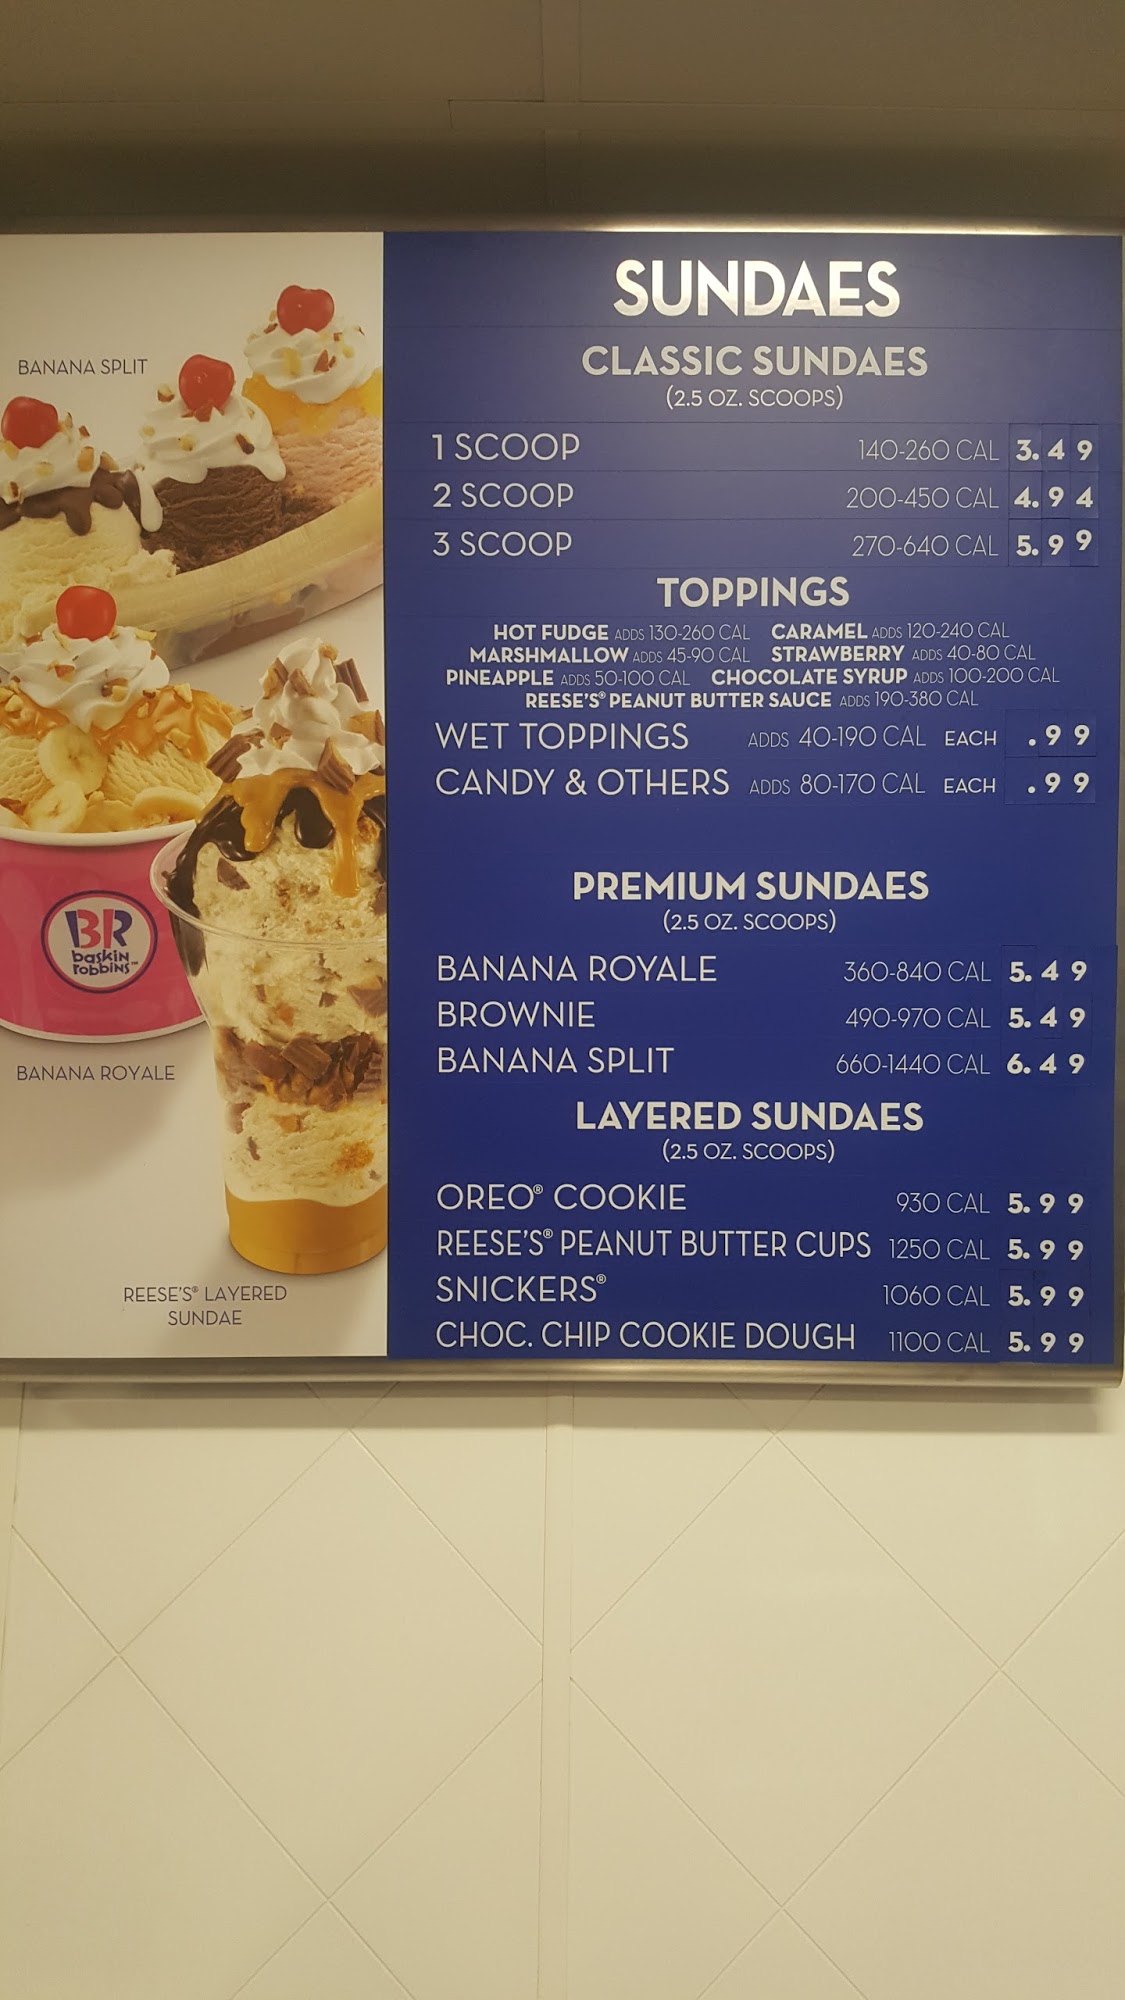 SUNDAES
CLASSIC SUNDAES
(2.5 OZ. SCOOPS)
1 SCOOP 140-260 CAL 3.49
2 SCOOP 200-450 CAL 4.94
3 SCOOP 270-640 CAL 5.99
TOPPINGS
HOT FUDGE ADDS 130-260 CAL CARAMEL ADDS 120-240 CAL
MARSHMALLOW ADDS 45-90 CAL STRAWBERRY ADDS 40-80 CAL
PINEAPPLE ADDS 50-100 CAL CHOCOLATE SYRUP ADDS 100-200 CAL
REESE'S® PEANUT BUTTER SAUCE ADDS 190-380 CAL
WET TOPPINGS ADDS 40-190 CAL EACH .99
CANDY & OTHERS ADDS 80-170 CAL EACH .99
PREMIUM SUNDAES
(2.5 OZ. SCOOPS)
BANANA ROYALE 360-840 CAL 5.49
BROWNIE 490-970 CAL 5.49
BANANA SPLIT 660-1440 CAL 6.49
LAYERED SUNDAES
(2.5 OZ. SCOOPS)
OREO® COOKIE 930 CAL 5.99
REESE'S® PEANUT BUTTER CUPS 1250 CAL 5.99
SNICKERS® 1060 CAL 5.99
CHOC. CHIP COOKIE DOUGH 1100 CAL 5.99
BANANA SPLIT
BR
baskin
robbins™
BANANA ROYALE
REESE'S® LAYERED
SUNDAE